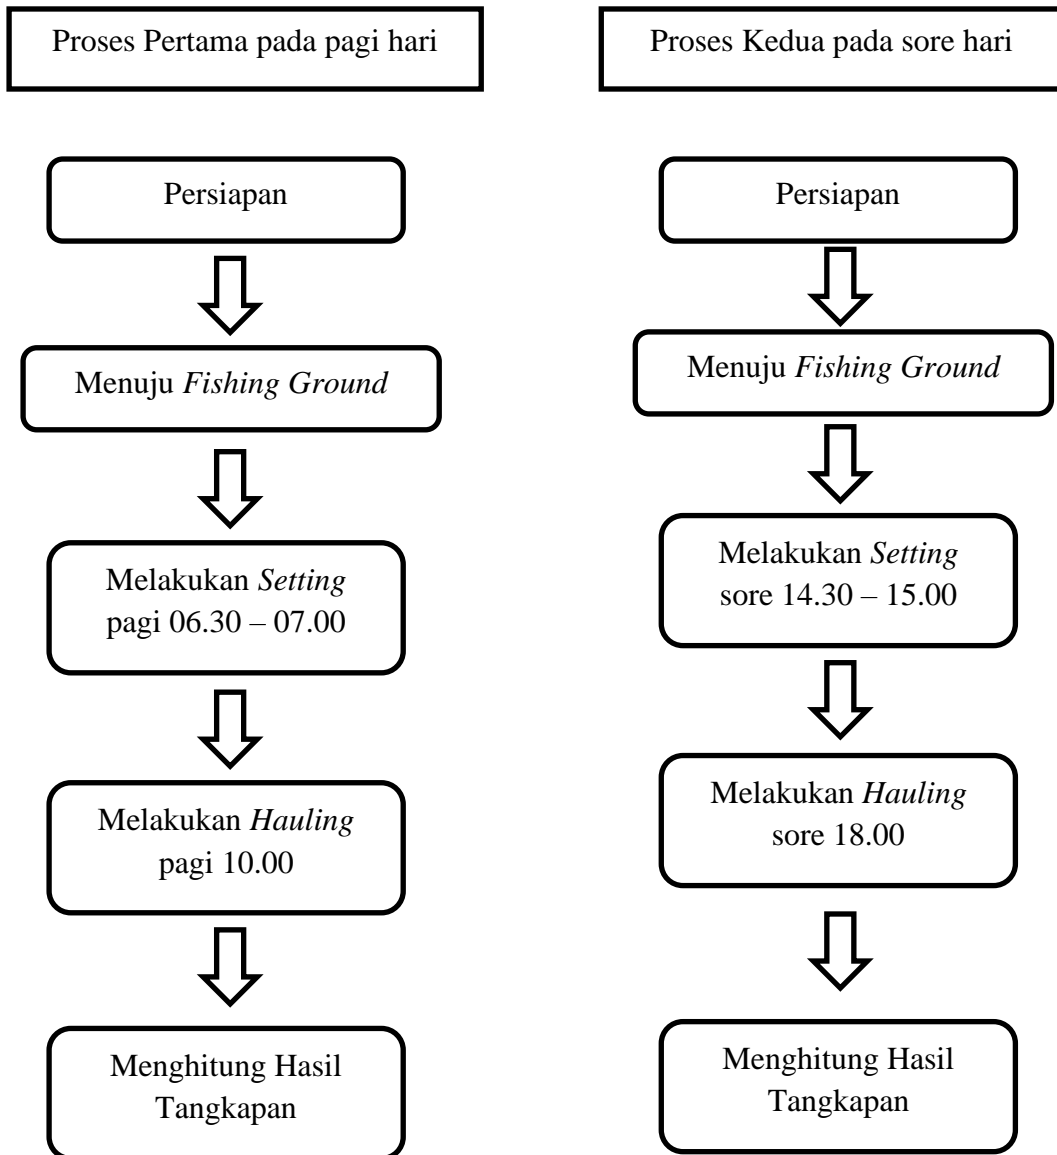 Proses Pertama pada pagi hari
Persiapan
Menuju Fishing Ground
Melakukan Setting
pagi 06.30 – 07.00
Melakukan Hauling
pagi 10.00
Menghitung Hasil
Tangkapan
Proses Kedua pada sore hari
Persiapan
Menuju Fishing Ground
Melakukan Setting
sore 14.30 – 15.00
Melakukan Hauling
sore 18.00
Menghitung Hasil
Tangkapan